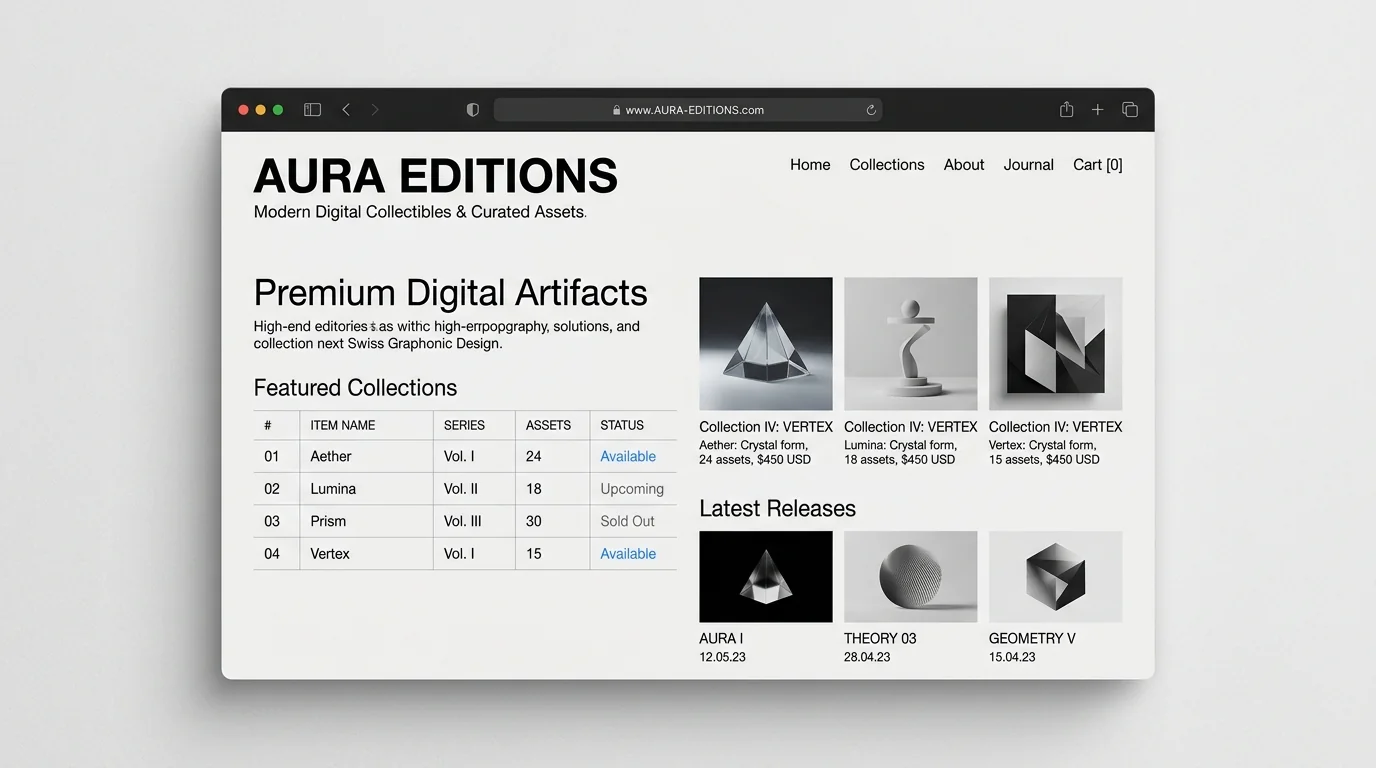 www.AURA-EDITIONS.com
AURA EDITIONS
Modern Digital Collectibles & Curated Assets.
Home Collections About Journal Cart [0]
Premium Digital Artifacts
High-end editories as high-errpopgraphy, solutions, and
collection next Swiss Graphonic Design.
Featured Collections
# ITEM NAME SERIES ASSETS STATUS
01 Aether Vol. I 24 Available
02 Lumina Vol. II 18 Upcoming
03 Prism Vol. III 30 Sold Out
04 Vertex Vol. I 15 Available
Collection IV: VERTEX
Aether: Crystal form,
24 assets, $450 USD
Collection IV: VERTEX
Lumina: Crystal form,
18 assets, $450 USD
Collection IV: VERTEX
Vertex: Crystal form,
15 assets, $450 USD
Latest Releases
AURA I
12.05.23
THEORY 03
28.04.23
GEOMETRY V
15.04.23